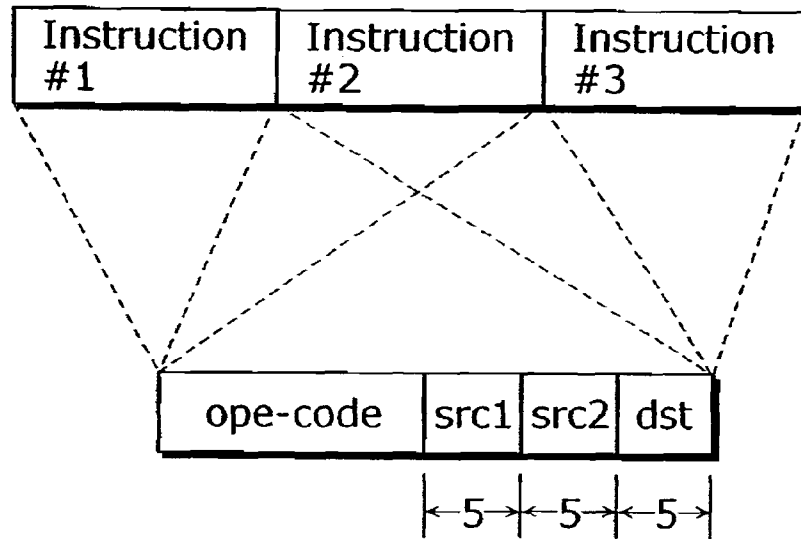 Instruction #1
Instruction #2
Instruction #3
ope-code src1 src2 dst
5 5 5